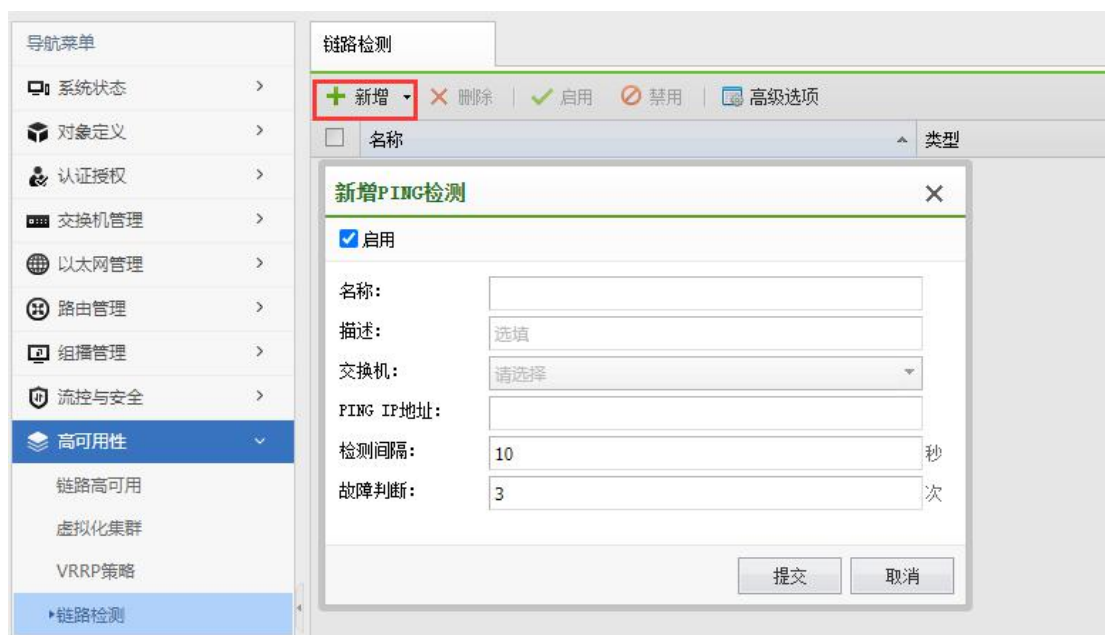 导航菜单
系统状态
对象定义
认证授权
交换机管理
以太网管理
路由管理
组播管理
流控与安全
高可用性
链路高可用
虚拟化集群
VRRP策略
链路检测
链路检测
新增 删除 启用 禁用 高级选项
名称 类型
新增PING检测
启用
名称:
描述: 选填
交换机: 请选择
PING IP地址:
检测间隔: 10 秒
故障判断: 3 次
提交 取消